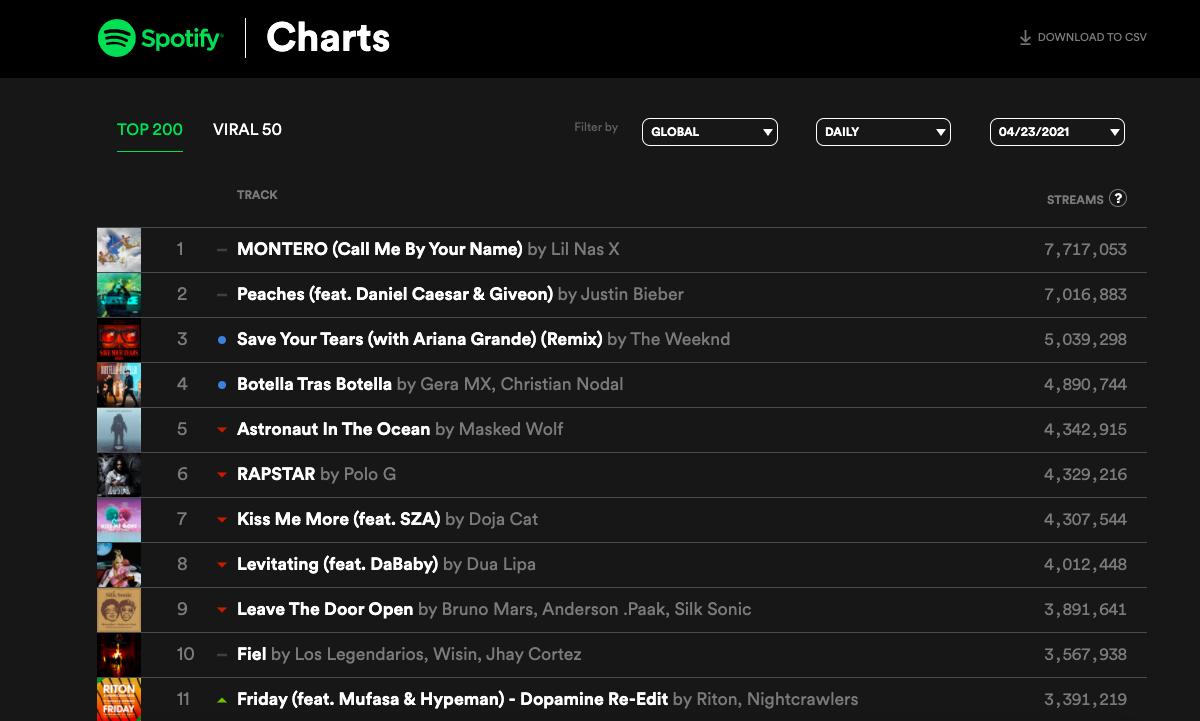 Spotify | Charts
DOWNLOAD TO CSV
TOP 200 VIRAL 50 Filter by GLOBAL DAILY 04/23/2021
TRACK STREAMS ?
1 MONTERO (Call Me By Your Name) by Lil Nas X 7,717,053
2 Peaches (feat. Daniel Caesar & Giveon) by Justin Bieber 7,016,883
3 Save Your Tears (with Ariana Grande) (Remix) by The Weeknd 5,039,298
4 Botella Tras Botella by Gera MX, Christian Nodal 4,890,744
5 Astronaut In The Ocean by Masked Wolf 4,342,915
6 RAPSTAR by Polo G 4,329,216
7 Kiss Me More (feat. SZA) by Doja Cat 4,307,544
8 Levitating (feat. DaBaby) by Dua Lipa 4,012,448
9 Leave The Door Open by Bruno Mars, Anderson .Paak, Silk Sonic 3,891,641
10 Fiel by Los Legendarios, Wisin, Jhay Cortez 3,567,938
RITON
FRIDAY
11 Friday (feat. Mufasa & Hypeman) - Dopamine Re-Edit by Riton, Nightcrawlers 3,391,219